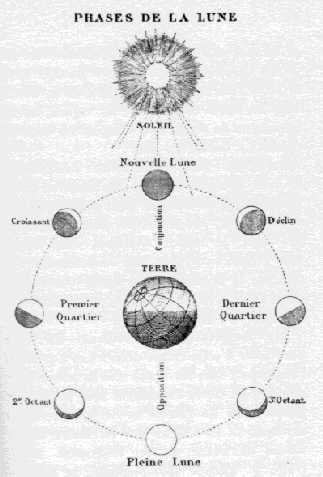 PHASES DE LA LUNE
SOLEIL
Nouvelle Lune
Croissant
Déclin
Conjonction
TERRE
Premier
Quartier
Dernier
Quartier
2e Octant
3e Octant
Opposition
Pleine Lune